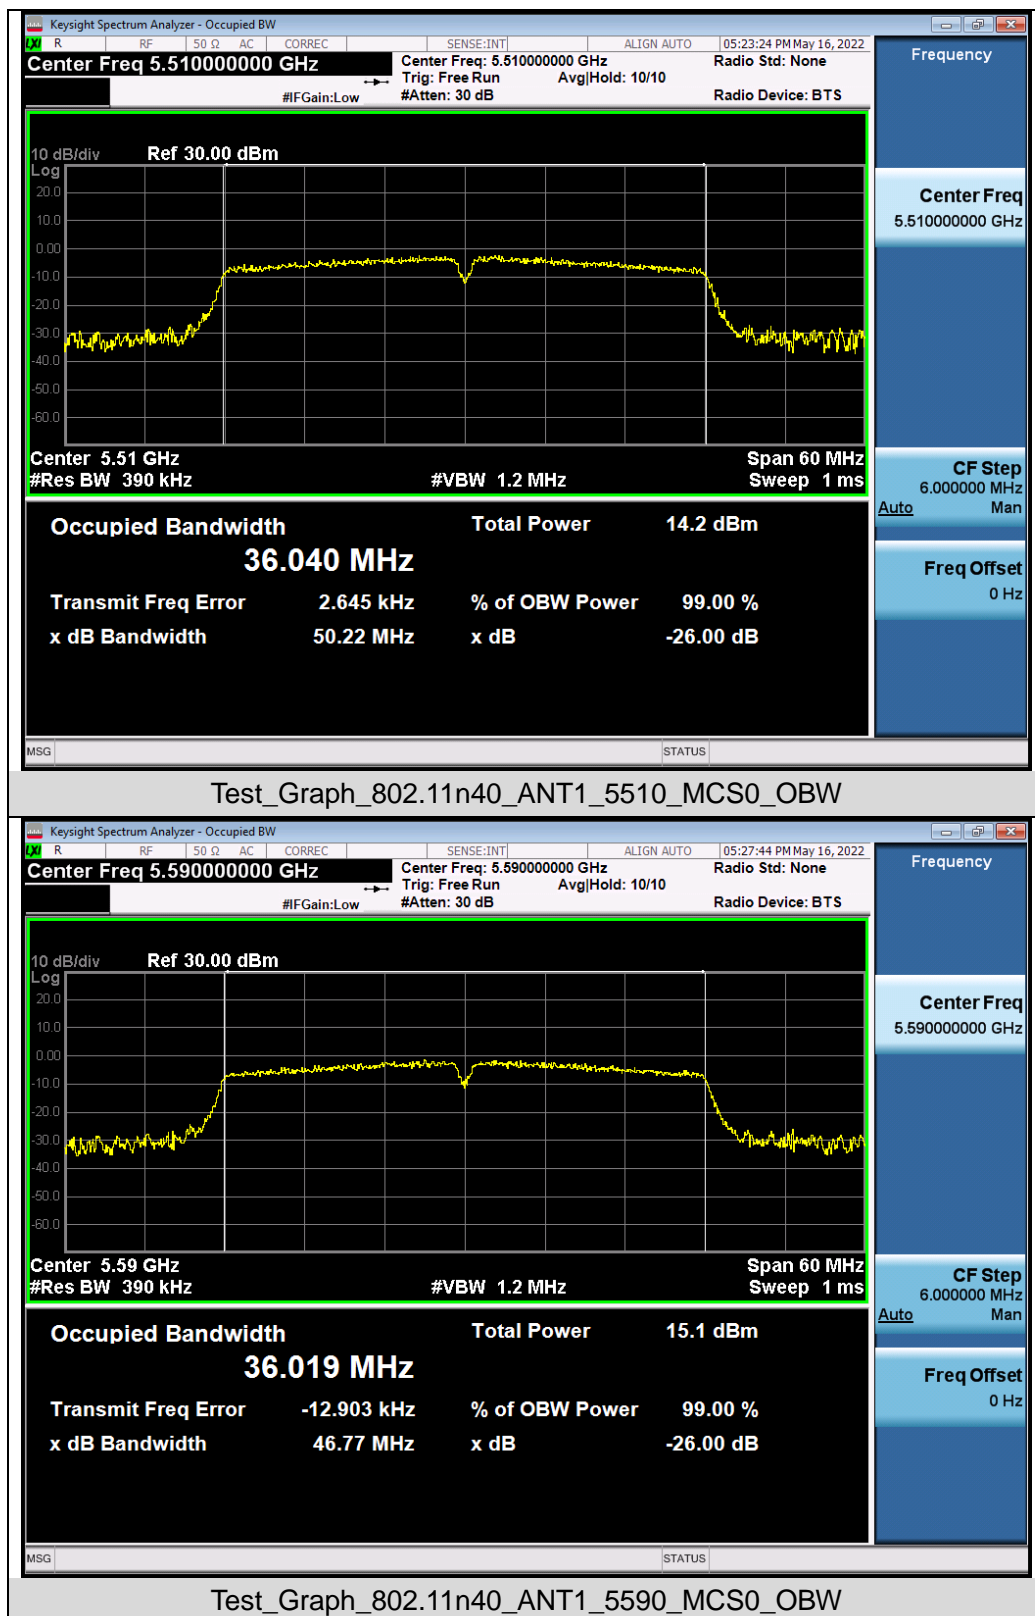 Keysight Spectrum Analyzer - Occupied BW
LXI R RF 50 Ω AC CORREC SENSE:INT ALIGN AUTO 05:23:24 PM May 16, 2022
Center Freq 5.510000000 GHz
Center Freq: 5.510000000 GHz Radio Std: None
Trig: Free Run Avg|Hold: 10/10
#IFGain:Low #Atten: 30 dB Radio Device: BTS
10 dB/div Ref 30.00 dBm
Log
20.0
10.0
0.00
-10.0
-20.0
-30.0
-40.0
-50.0
-60.0
Center 5.51 GHz Span 60 MHz
#Res BW 390 kHz #VBW 1.2 MHz Sweep 1 ms
Occupied Bandwidth Total Power 14.2 dBm
36.040 MHz
Transmit Freq Error 2.645 kHz % of OBW Power 99.00 %
x dB Bandwidth 50.22 MHz x dB -26.00 dB
MSG STATUS
Frequency
Center Freq
5.510000000 GHz
CF Step
6.000000 MHz
Auto Man
Freq Offset
0 Hz
Test_Graph_802.11n40_ANT1_5510_MCS0_OBW
Keysight Spectrum Analyzer - Occupied BW
LXI R RF 50 Ω AC CORREC SENSE:INT ALIGN AUTO 05:27:44 PM May 16, 2022
Center Freq 5.590000000 GHz
Center Freq: 5.590000000 GHz Radio Std: None
Trig: Free Run Avg|Hold: 10/10
#IFGain:Low #Atten: 30 dB Radio Device: BTS
10 dB/div Ref 30.00 dBm
Log
20.0
10.0
0.00
-10.0
-20.0
-30.0
-40.0
-50.0
-60.0
Center 5.59 GHz Span 60 MHz
#Res BW 390 kHz #VBW 1.2 MHz Sweep 1 ms
Occupied Bandwidth Total Power 15.1 dBm
36.019 MHz
Transmit Freq Error -12.903 kHz % of OBW Power 99.00 %
x dB Bandwidth 46.77 MHz x dB -26.00 dB
MSG STATUS
Frequency
Center Freq
5.590000000 GHz
CF Step
6.000000 MHz
Auto Man
Freq Offset
0 Hz
Test_Graph_802.11n40_ANT1_5590_MCS0_OBW